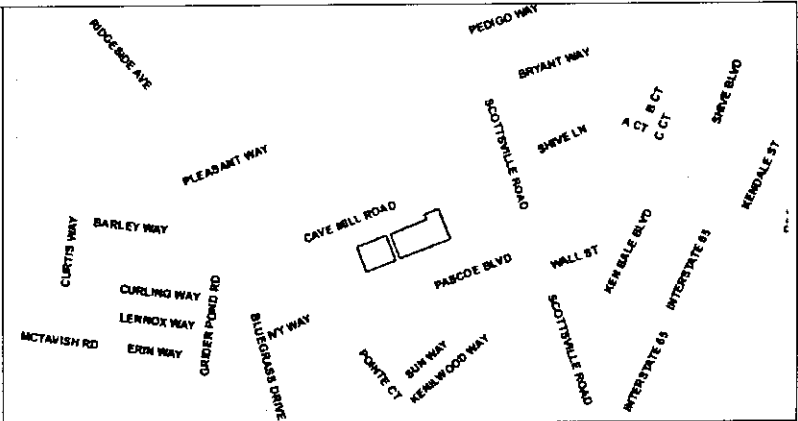 PEDIGO WAY
RIDGESIDE AVE
BRYANT WAY
SHIVE BLVD
B CT
A CT
C CT
SCOTTSVILLE ROAD
SHIVE LN
PLEASANT WAY
KENDALE ST
CAVE MILL ROAD
BARLEY WAY
CURTIS WAY
KEN BALE BLVD
WALL ST
PASCOE BLVD
INTERSTATE 65
CURLING WAY
GRIDER POND RD
LENNOX WAY
IVY WAY
BLUEGRASS DRIVE
MCTAVISH RD
ERIN WAY
SCOTTSVILLE ROAD
POINTE CT
SUN WAY
KENILWOOD WAY
INTERSTATE 65